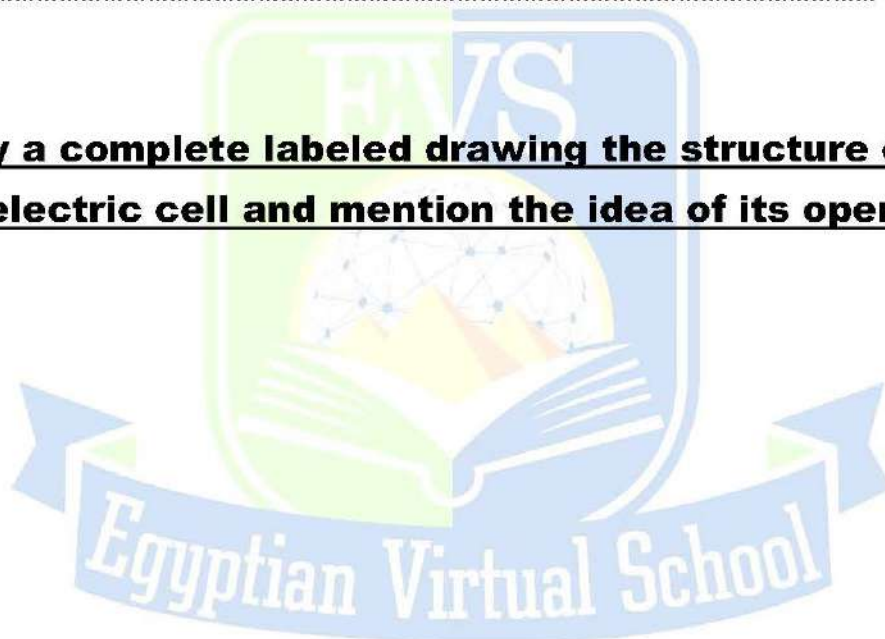 EVS
y a complete labeled drawing the structure
electric cell and mention the idea of its oper
Egyptian Virtual School